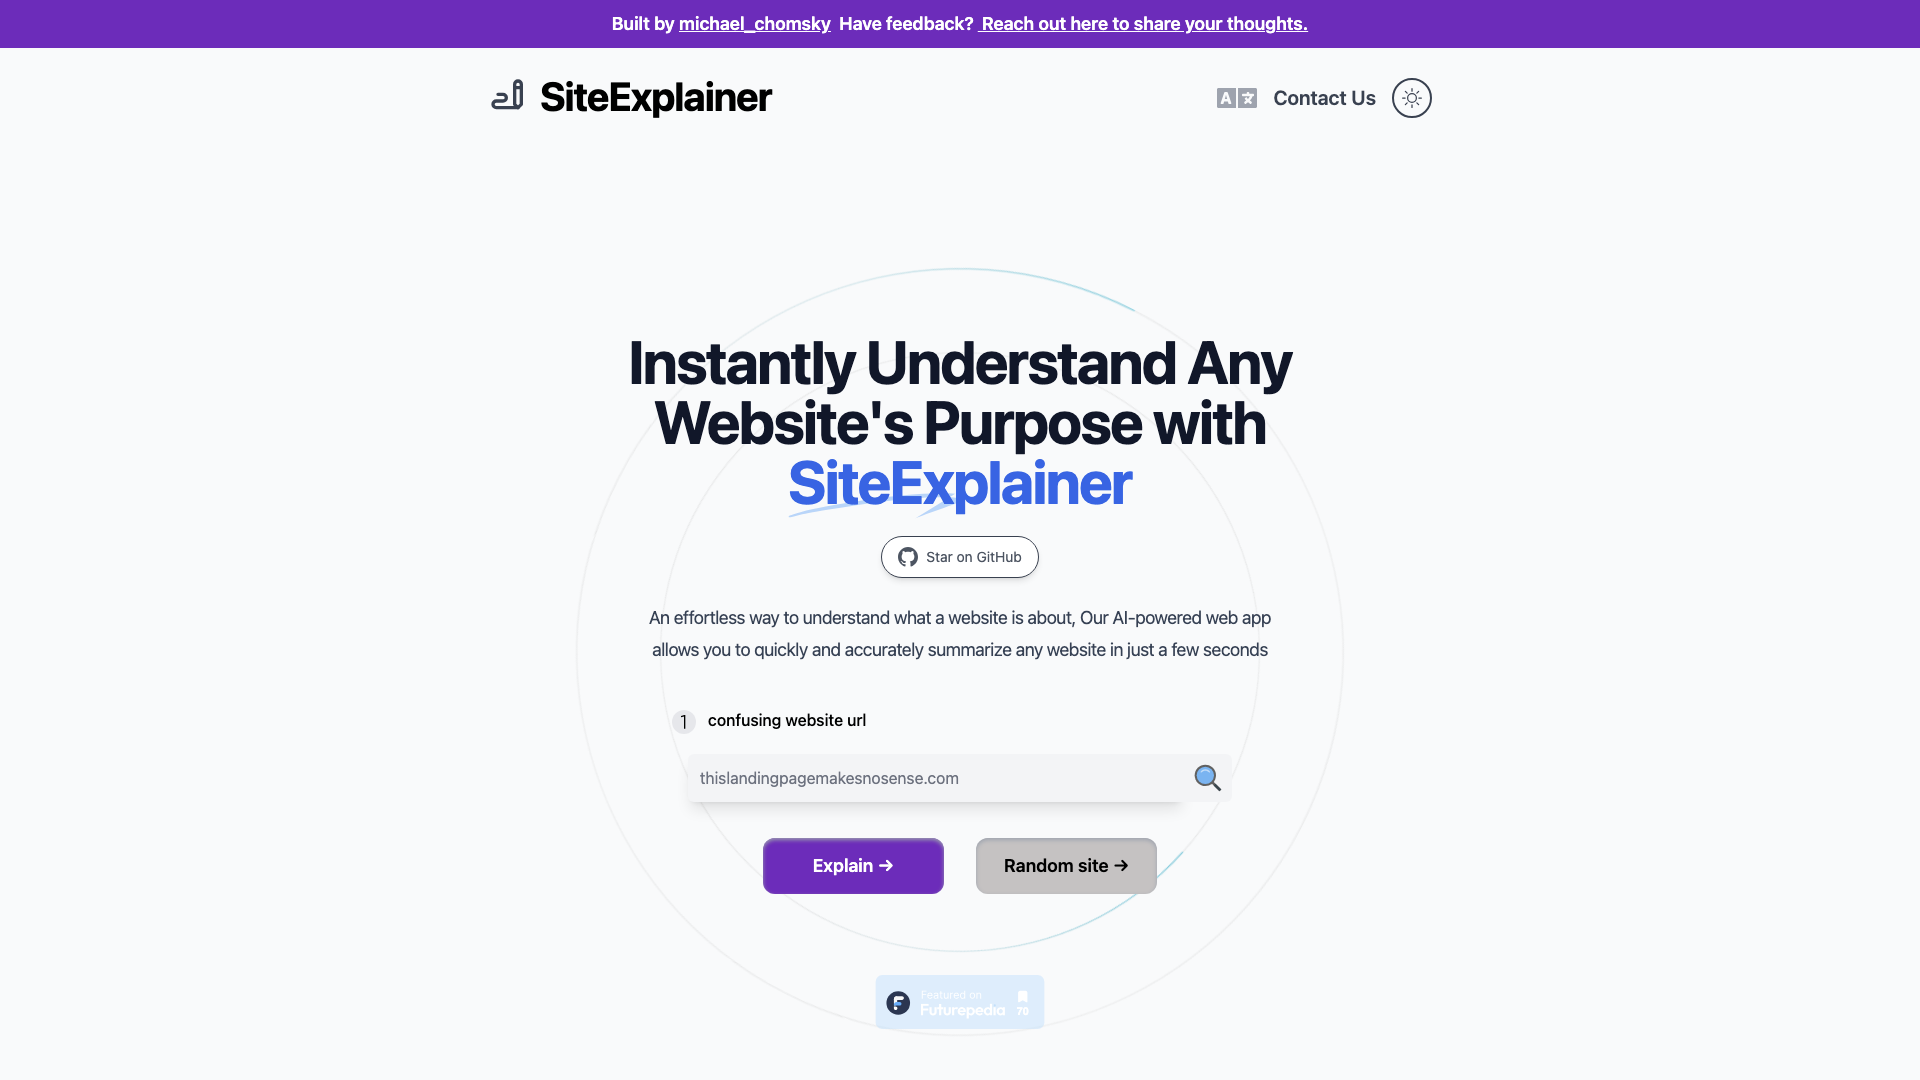 Built by michael_chomsky Have feedback? Reach out here to share your thoughts.
SiteExplainer
A
Contact Us
Instantly Understand Any
Website's Purpose with
SiteExplainer
Star on GitHub
An effortless way to understand what a website is about, Our AI-powered web app
allows you to quickly and accurately summarize any website in just a few seconds
1 confusing website url
thislandingpagemakesnosense.com
Explain →
Random site →
Featured on
Futurepedia
70